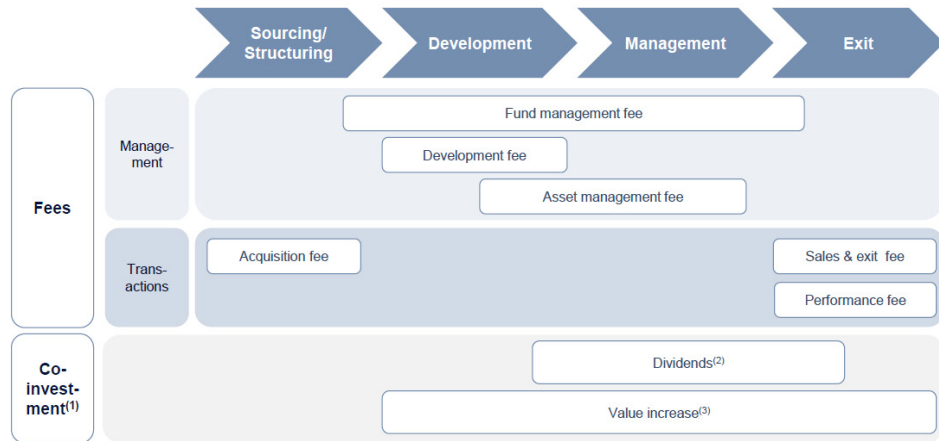 Sourcing/
Structuring
Development
Management
Exit
Fees
Manage-
ment
Fund management fee
Development fee
Asset management fee
Trans-
actions
Acquisition fee
Sales & exit fee
Performance fee
Co-
invest-
ment(1)
Dividends(2)
Value increase(3)